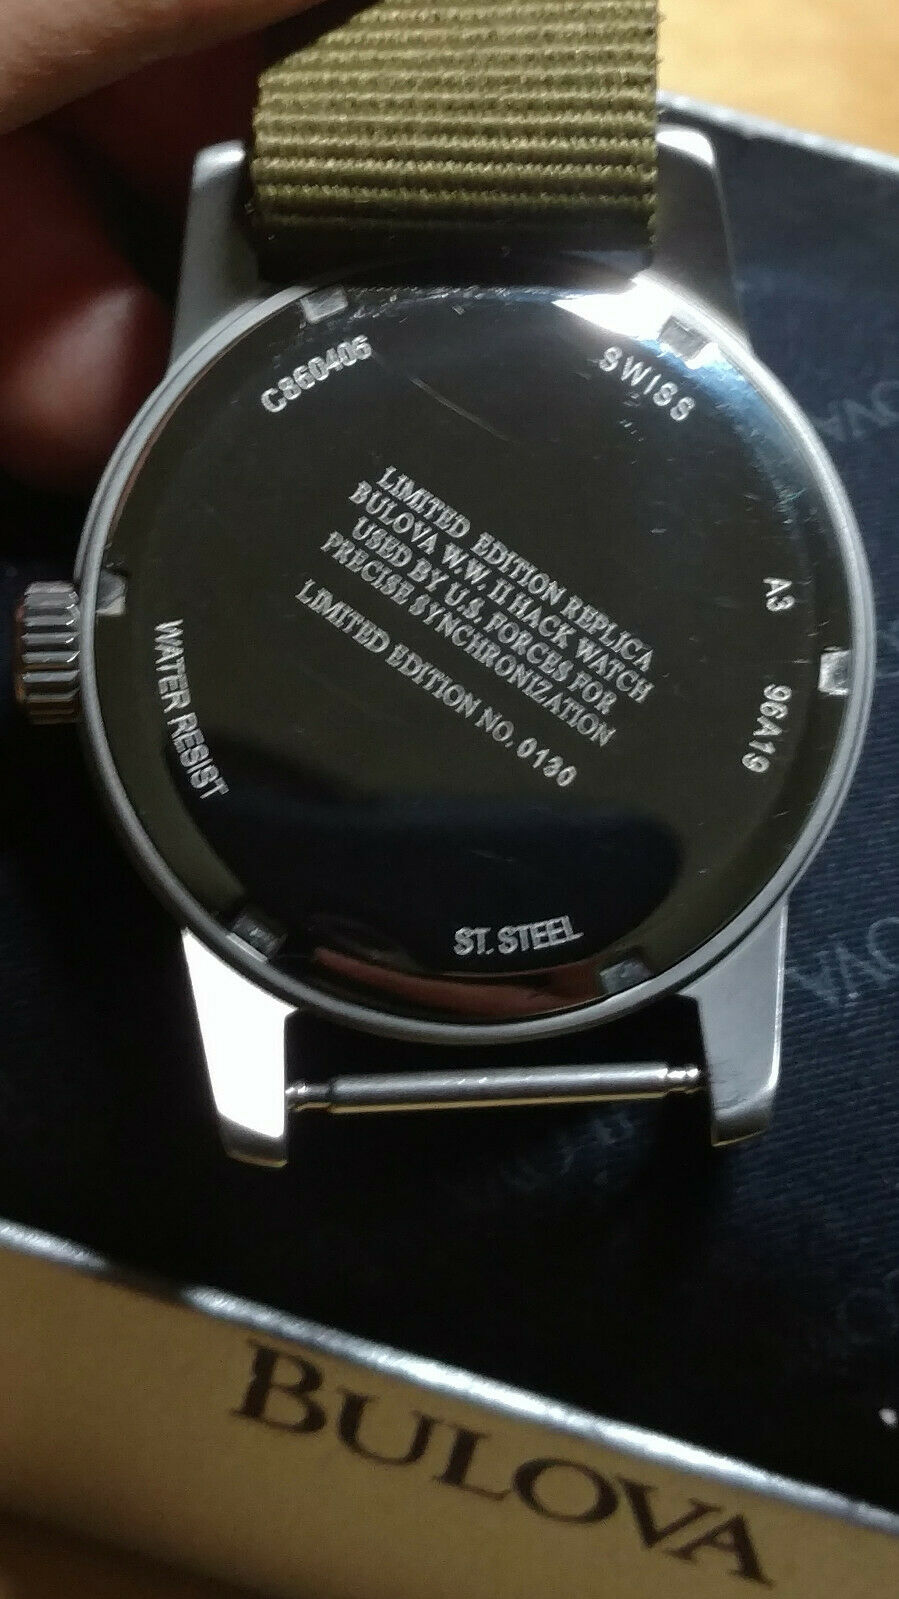 C860406
SWISS
LIMITED EDITION REPLICA
BULOVA W.W. II HACK WATCH
USED BY U.S. FORCES FOR
PRECISE SYNCHRONIZATION
LIMITED EDITION NO. 0130
A3
96A19
WATER RESIST
ST. STEEL
BULOVA